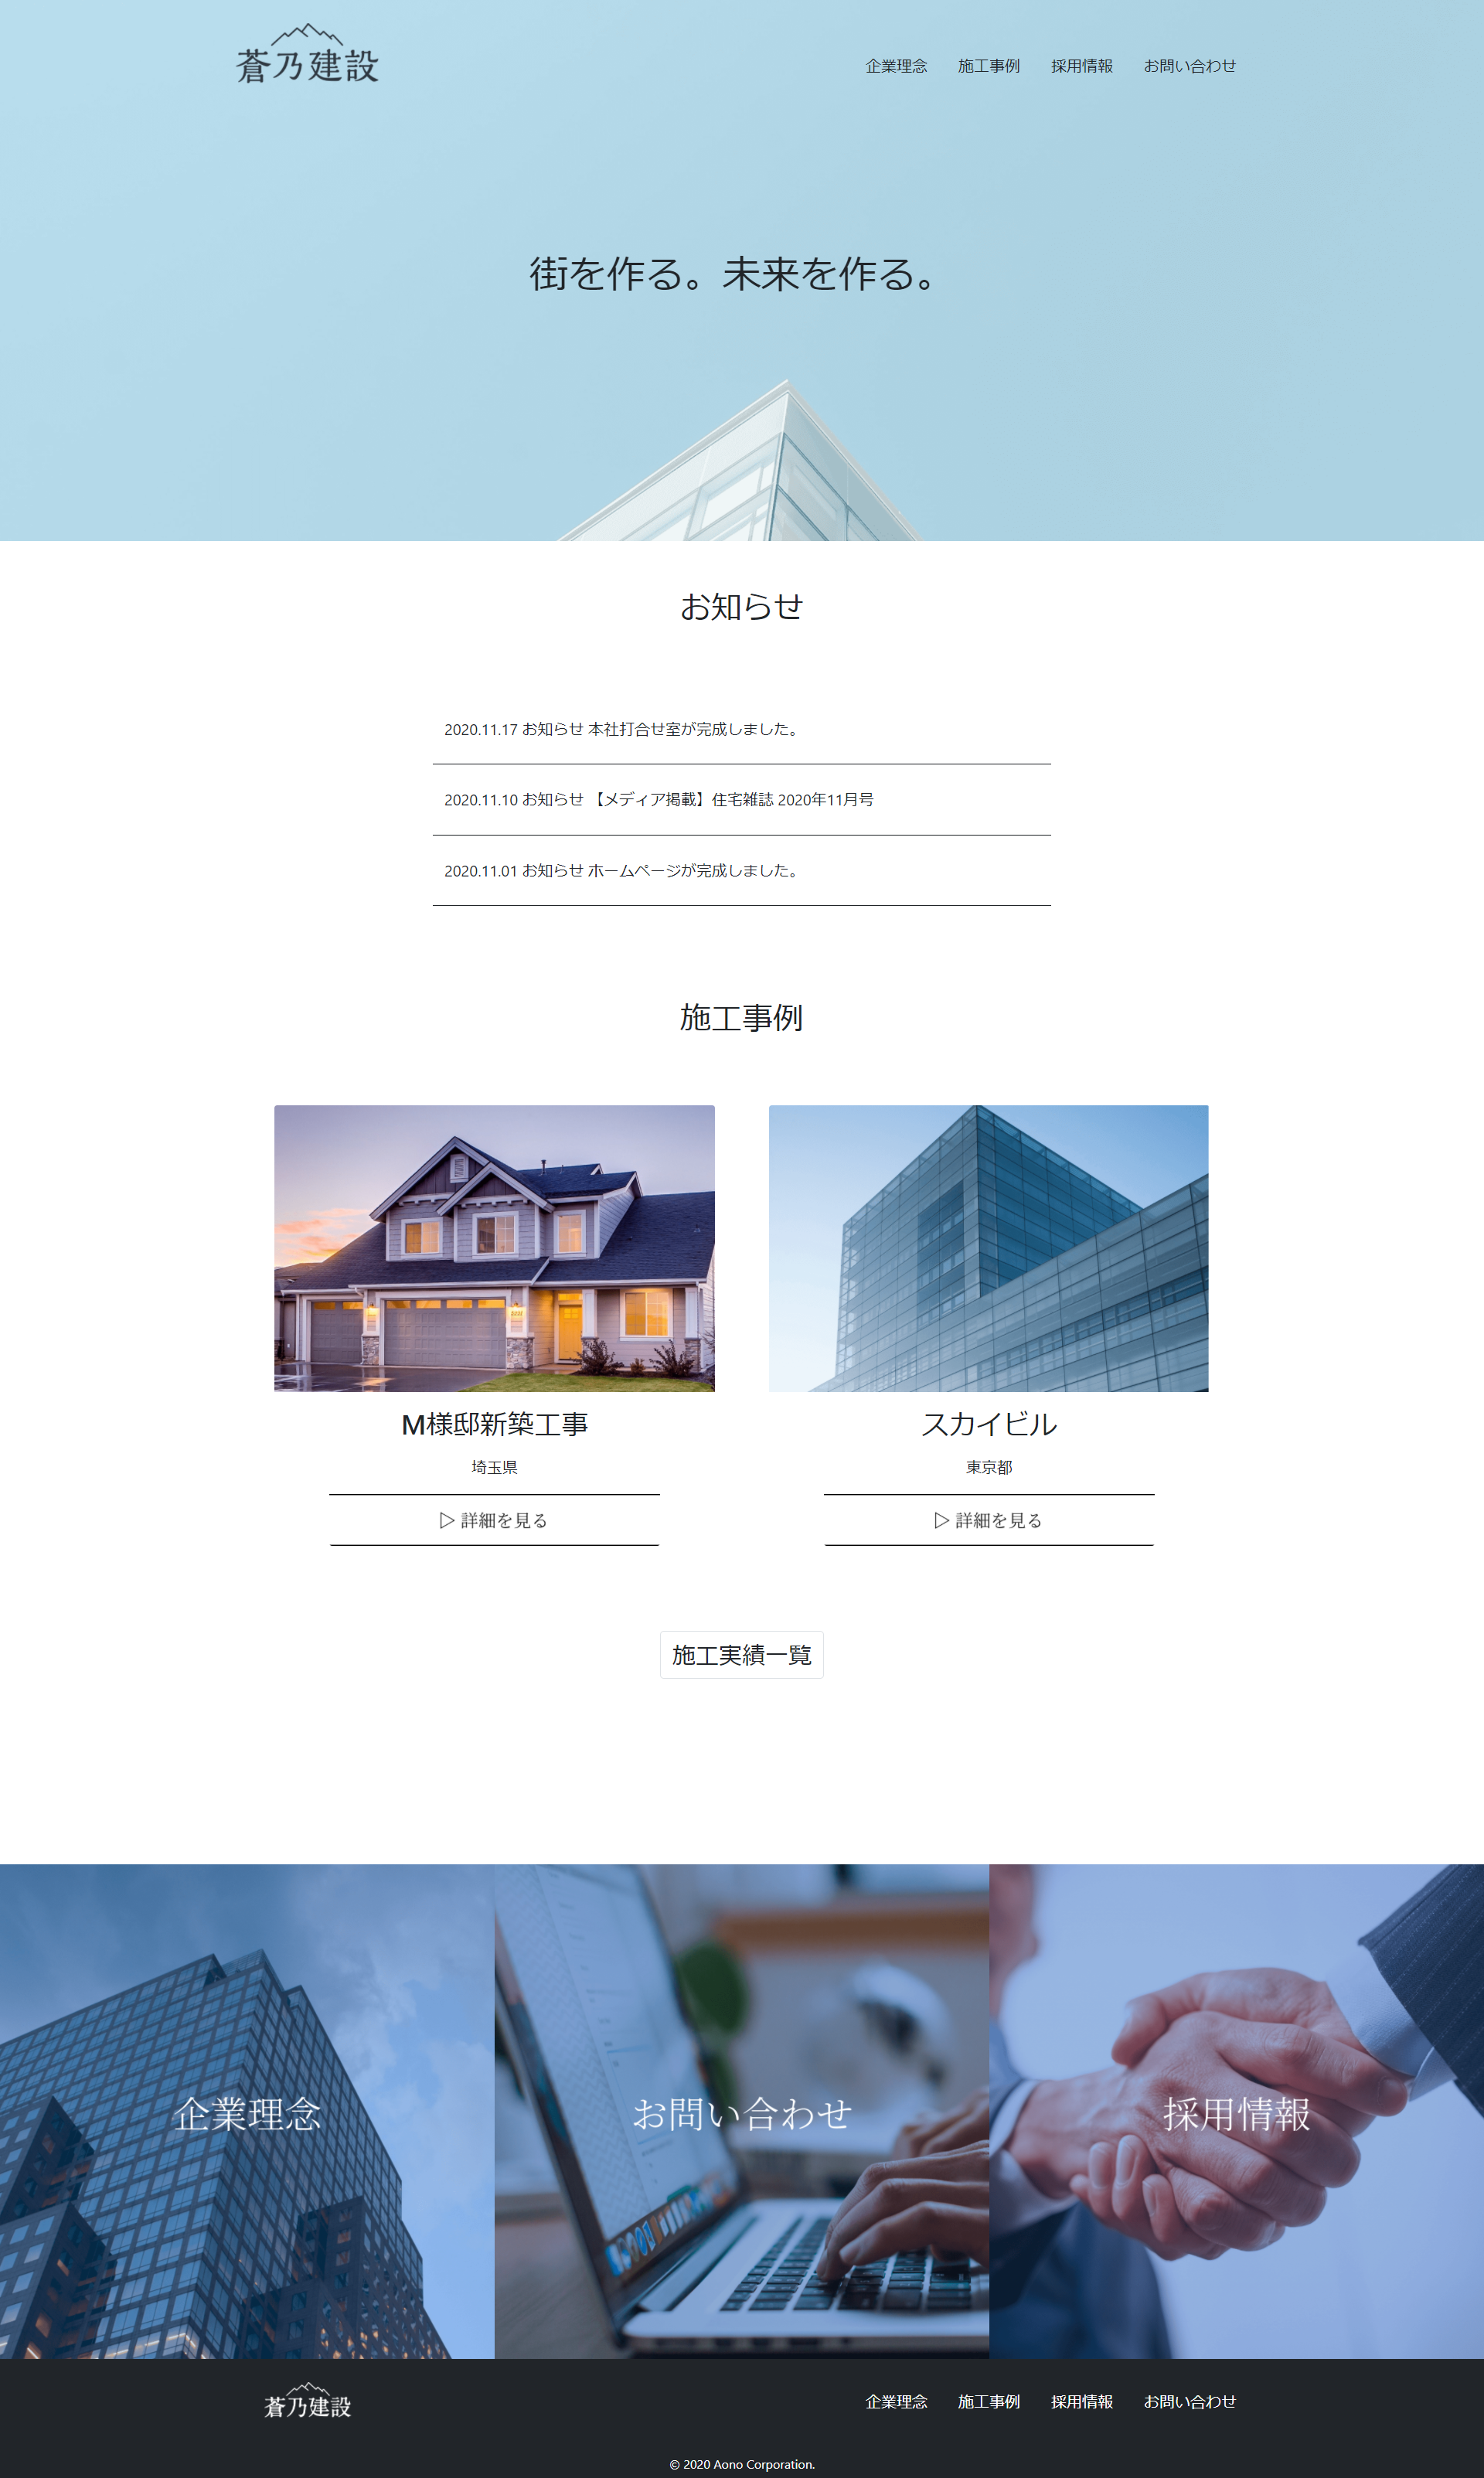 蒼乃建設
企業理念 施工事例 採用情報 お問い合わせ
街を作る。未来を作る。
お知らせ
2020.11.17 お知らせ 本社打合せ室が完成しました。
2020.11.10 お知らせ 【メディア掲載】住宅雑誌 2020年11月号
2020.11.01 お知らせ ホームページが完成しました。
施工事例
M様邸新築工事
埼玉県
▷ 詳細を見る
スカイビル
東京都
▷ 詳細を見る
施工実績一覧
企業理念
お問い合わせ
採用情報
蒼乃建設
企業理念 施工事例 採用情報 お問い合わせ
© 2020 Aono Corporation.